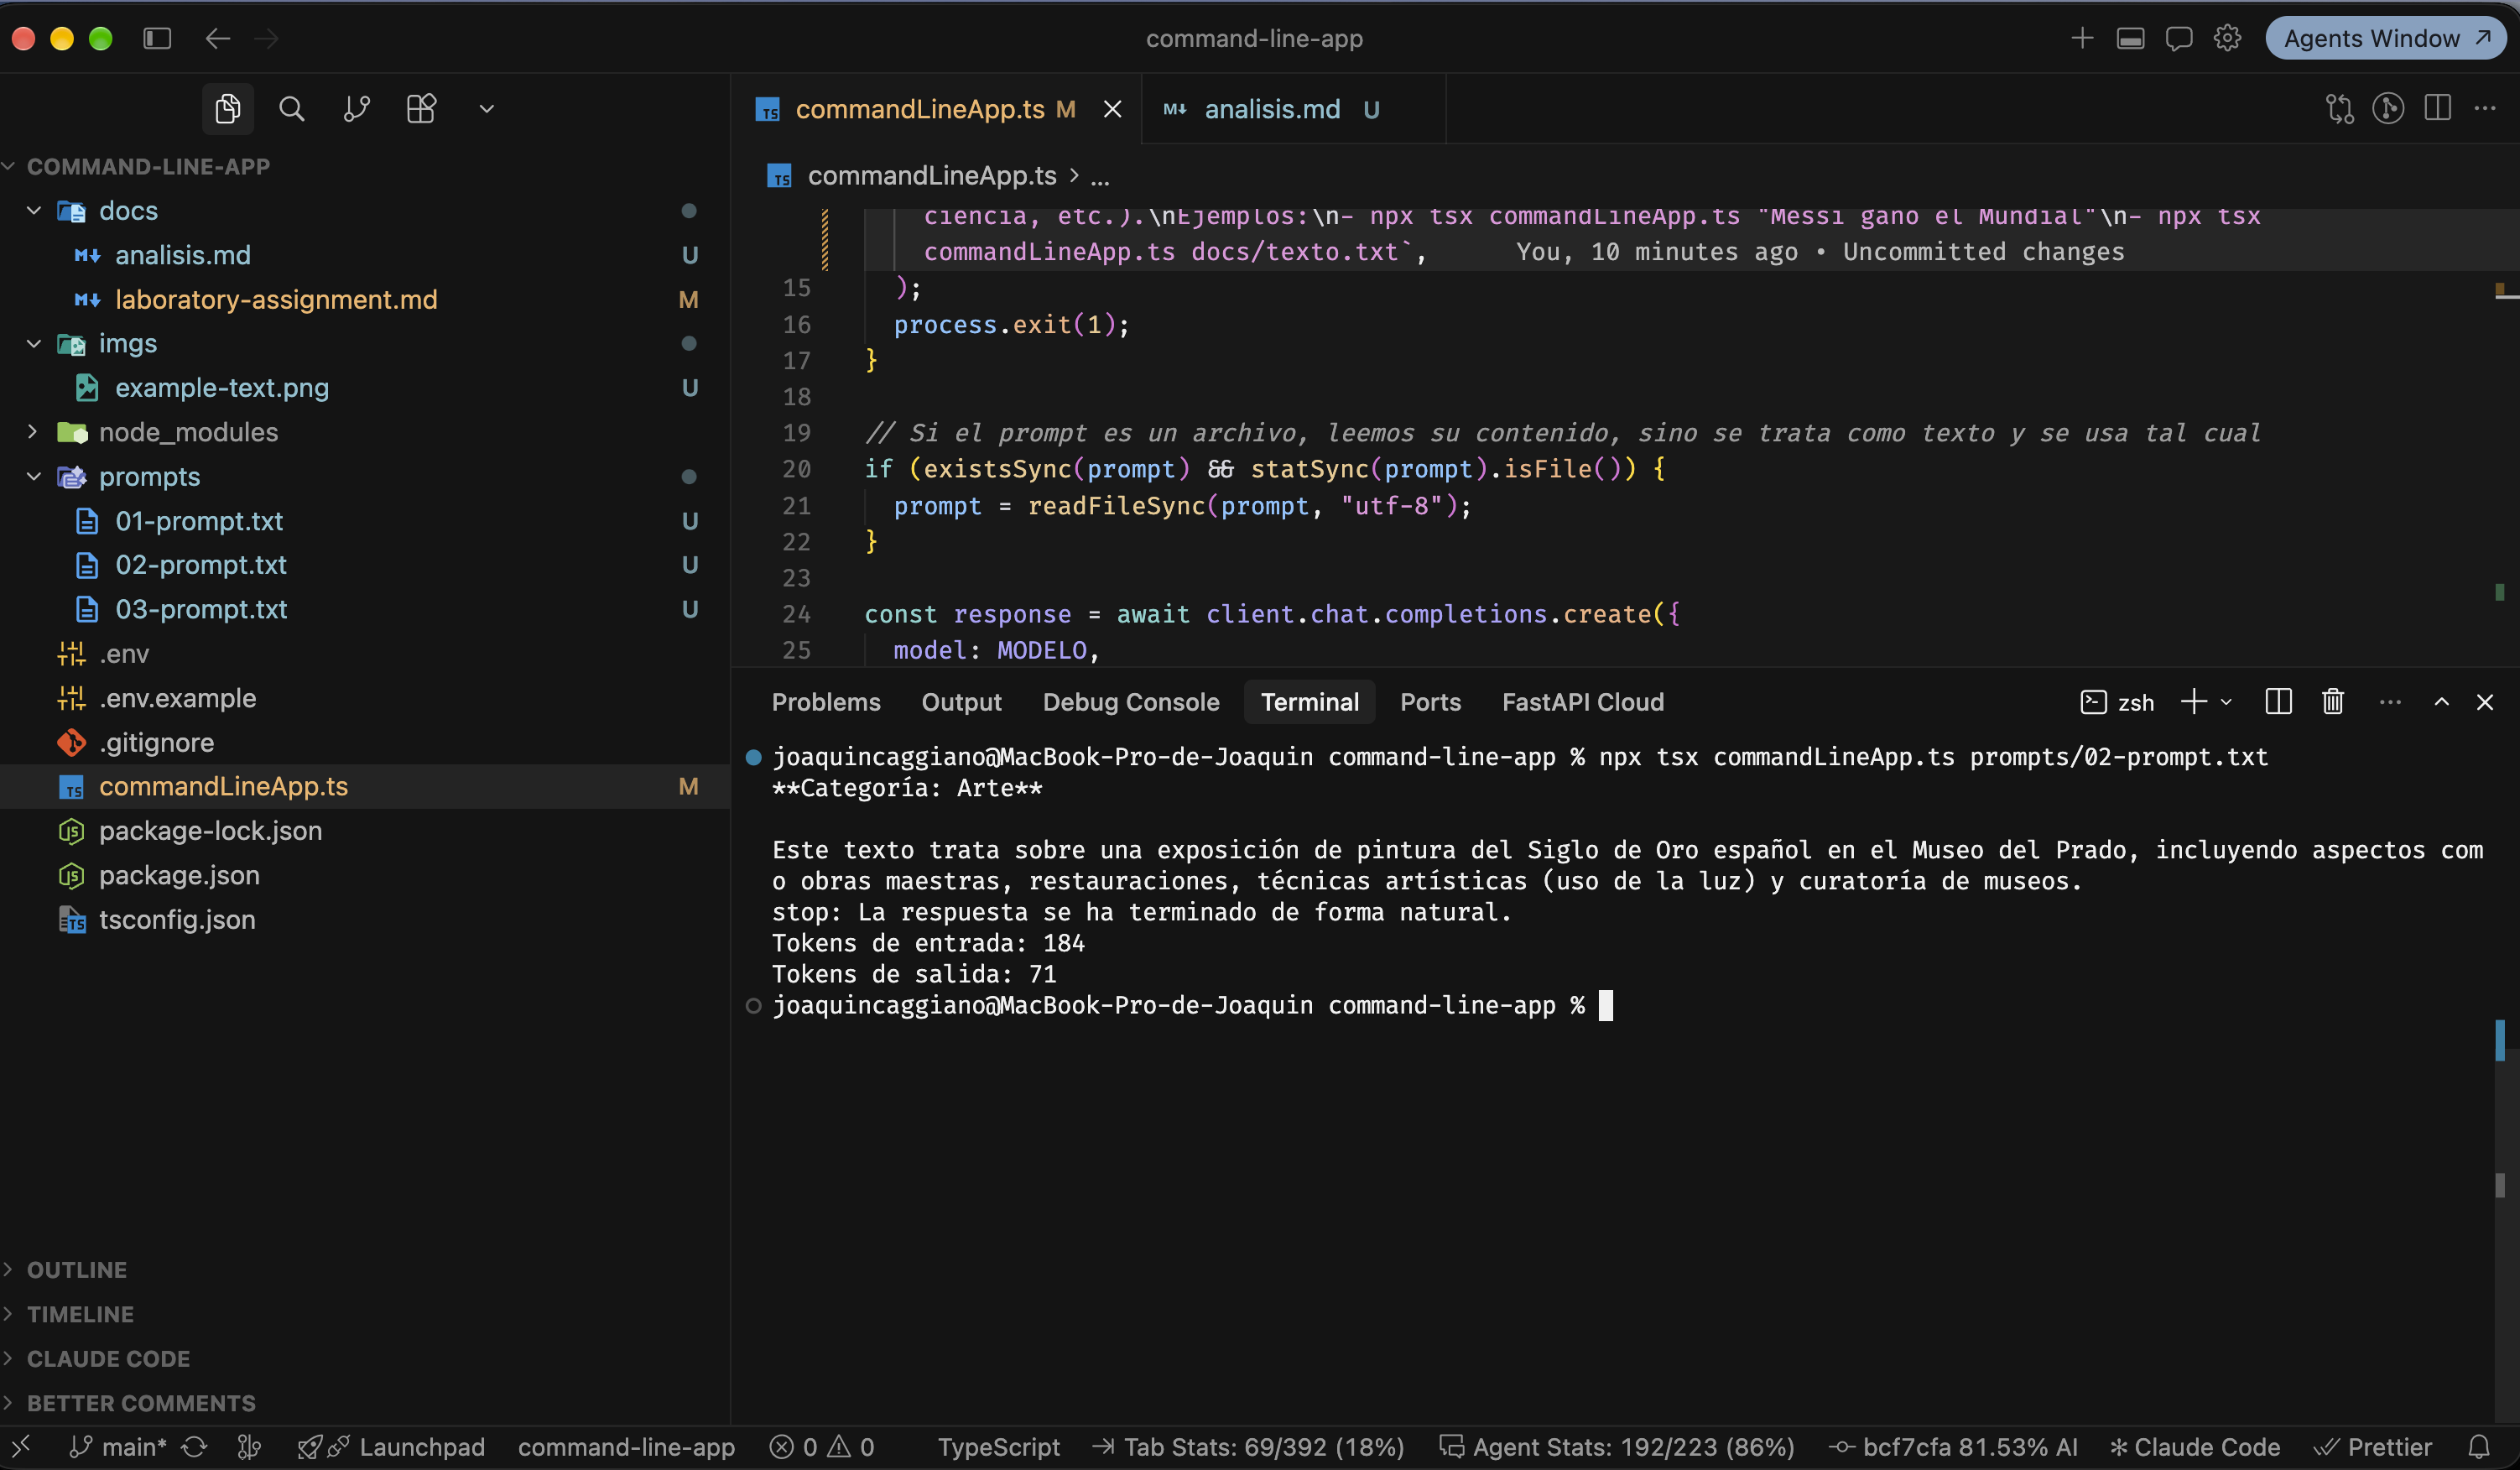 command-line-app
Agents Window
COMMAND-LINE-APP
docs
analisis.md U
laboratory-assignment.md M
imgs
example-text.png U
node_modules
prompts
01-prompt.txt U
02-prompt.txt U
03-prompt.txt U
.env
.env.example
.gitignore
commandLineApp.ts M
package-lock.json
package.json
tsconfig.json
OUTLINE
TIMELINE
CLAUDE CODE
BETTER COMMENTS
TS commandLineApp.ts M
M↓ analisis.md U
TS commandLineApp.ts > ...
ciencia, etc.).\nEjemplos:\n- npx tsx commandLineApp.ts "Messi gano el Mundial"\n- npx tsx
commandLineApp.ts docs/texto.txt`, You, 10 minutes ago • Uncommitted changes
15 );
16 process.exit(1);
17 }
18
19 // Si el prompt es un archivo, leemos su contenido, sino se trata como texto y se usa tal cual
20 if (existsSync(prompt) && statSync(prompt).isFile()) {
21 prompt = readFileSync(prompt, "utf-8");
22 }
23
24 const response = await client.chat.completions.create({
25 model: MODELO,
Problems Output Debug Console Terminal Ports FastAPI Cloud
zsh
joaquincaggiano@MacBook-Pro-de-Joaquin command-line-app % npx tsx commandLineApp.ts prompts/02-prompt.txt
**Categoría: Arte**
Este texto trata sobre una exposición de pintura del Siglo de Oro español en el Museo del Prado, incluyendo aspectos com
o obras maestras, restauraciones, técnicas artísticas (uso de la luz) y curatoría de museos.
stop: La respuesta se ha terminado de forma natural.
Tokens de entrada: 184
Tokens de salida: 71
joaquincaggiano@MacBook-Pro-de-Joaquin command-line-app %
main* Launchpad command-line-app 0 0 TypeScript Tab Stats: 69/392 (18%) Agent Stats: 192/223 (86%) bcf7cfa 81.53% AI Claude Code Prettier